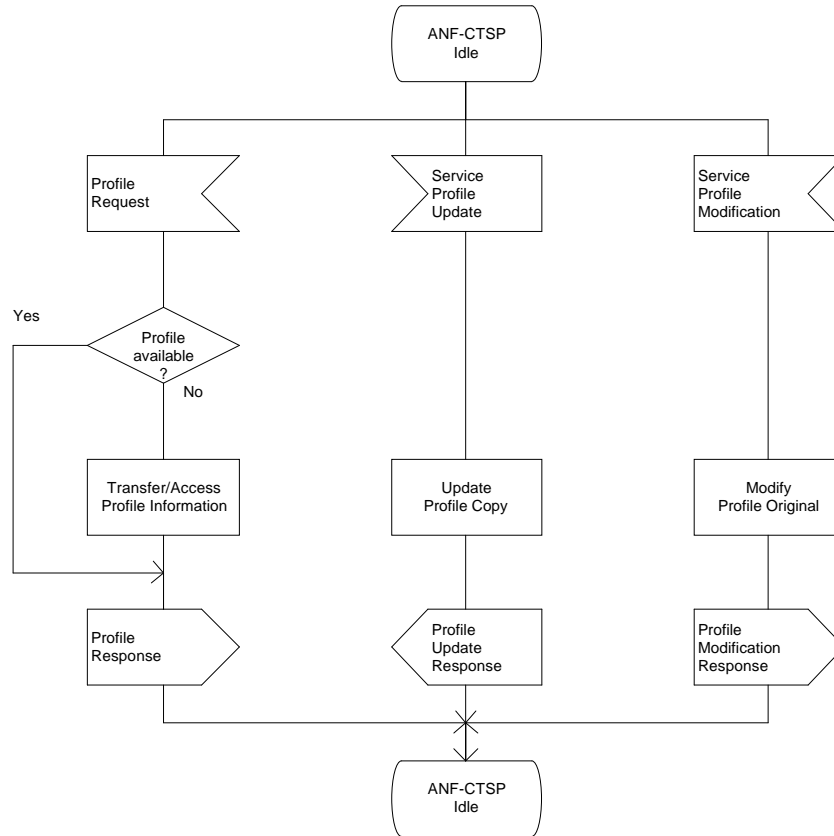 ANF-CTSP
Idle
Profile
Request
Service
Profile
Update
Service
Profile
Modification
Yes
Profile
available
?
No
Transfer/Access
Profile Information
Update
Profile Copy
Modify
Profile Original
Profile
Response
Profile
Update
Response
Profile
Modification
Response
ANF-CTSP
Idle